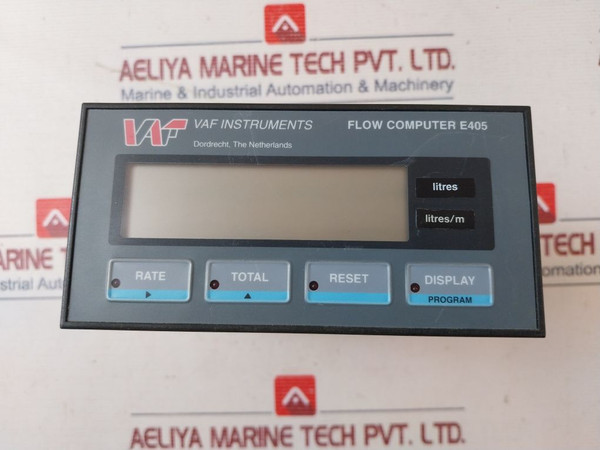 AELIYA MARINE TECH PVT. LTD.
Marine & Industrial Automation & Machinery
VAF VAF INSTRUMENTS FLOW COMPUTER E405
Dordrecht, The Netherlands
litres
litres/m
RATE TOTAL RESET DISPLAY
PROGRAM
AELIYA MARINE TECH PVT. LTD.